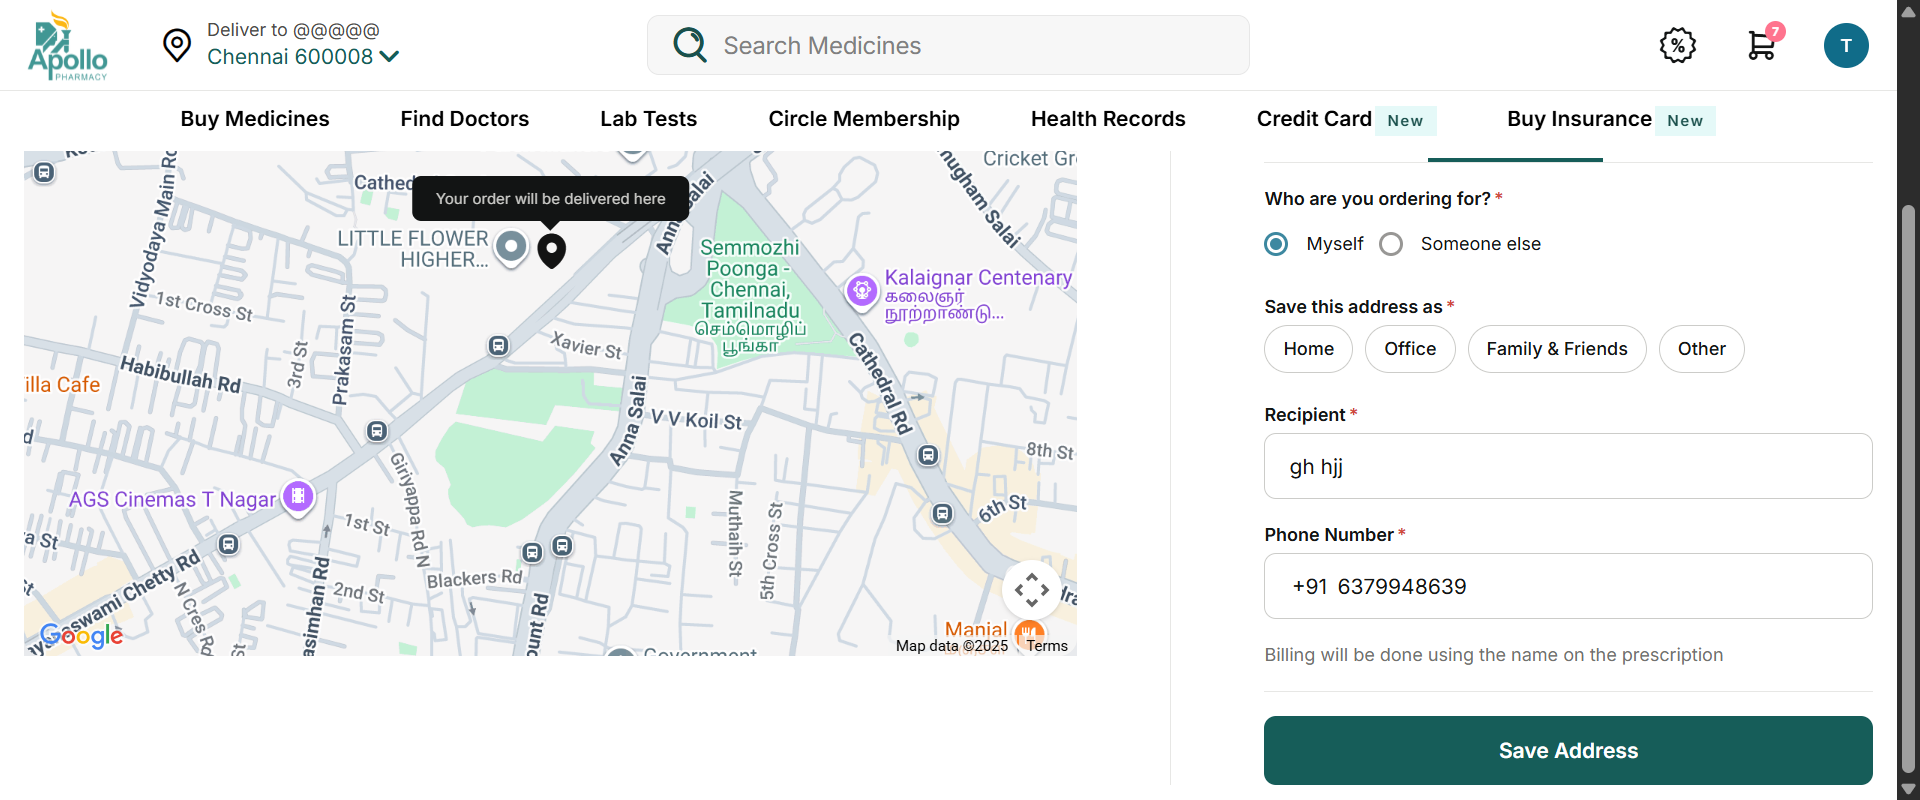 Apollo
PHARMACY
Deliver to @@@@@
Chennai 600008
Search Medicines
%
7
T
Buy Medicines
Find Doctors
Lab Tests
Circle Membership
Health Records
Credit Card New
Buy Insurance New
Vidyodaya Main
Cathed
Your order will be delivered here
Anna Salai
LITTLE FLOWER
HIGHER...
Semmozhi
Poonga -
Chennai,
Tamilnadu
செம்மொழிப்
பூங்கா
Cricket Gr
Kalaignar Centenary
கலைஞர்
நூற்றாண்டு...
1st Cross St
Prakasam St
3rd St
Habibullah Rd
illa Cafe
Xavier St
Cathedral Rd
Anna Salai
V V Koil St
8th St
AGS Cinemas T Nagar
Giriyappa Rd N
1st St
2nd St
Blackers Rd
Muthaih St
5th Cross St
6th St
a St
N Cres Rd
asimhan Rd
ount Rd
Google
Manjal
Government
Map data ©2025
Terms
Who are you ordering for? *
Myself
Someone else
Save this address as *
Home
Office
Family & Friends
Other
Recipient *
gh hjj
Phone Number *
+91 6379948639
Billing will be done using the name on the prescription
Save Address